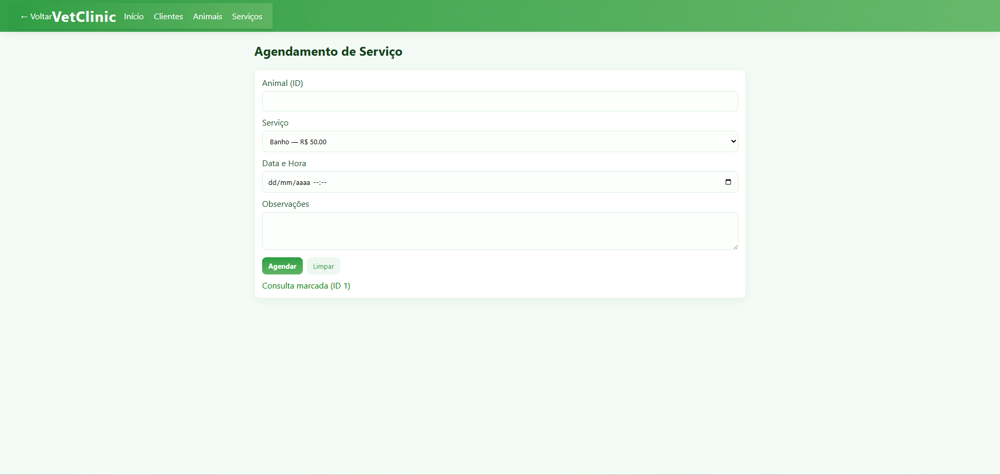 ← Voltar VetClinic Início Clientes Animais Serviços
Agendamento de Serviço
Animal (ID)
Serviço
Banho — R$ 50.00
Data e Hora
dd/mm/aaaa --:--
Observações
Agendar Limpar
Consulta marcada (ID 1)